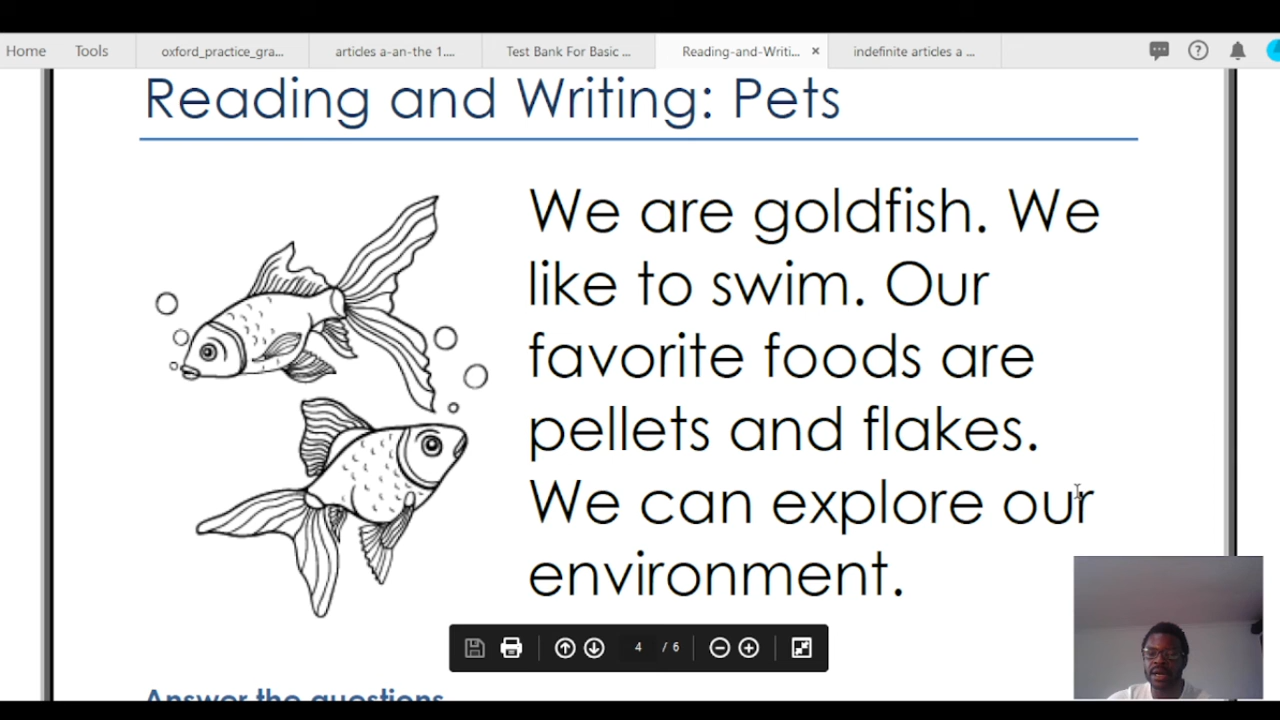 Home Tools oxford_practice_gra... articles a-an-the 1.... Test Bank For Basic ... Reading-and-Writi... × indefinite articles a ...
Reading and Writing: Pets
We are goldfish. We
like to swim. Our
favorite foods are
pellets and flakes.
We can explore our
environment.
4 / 6
Answer the questions